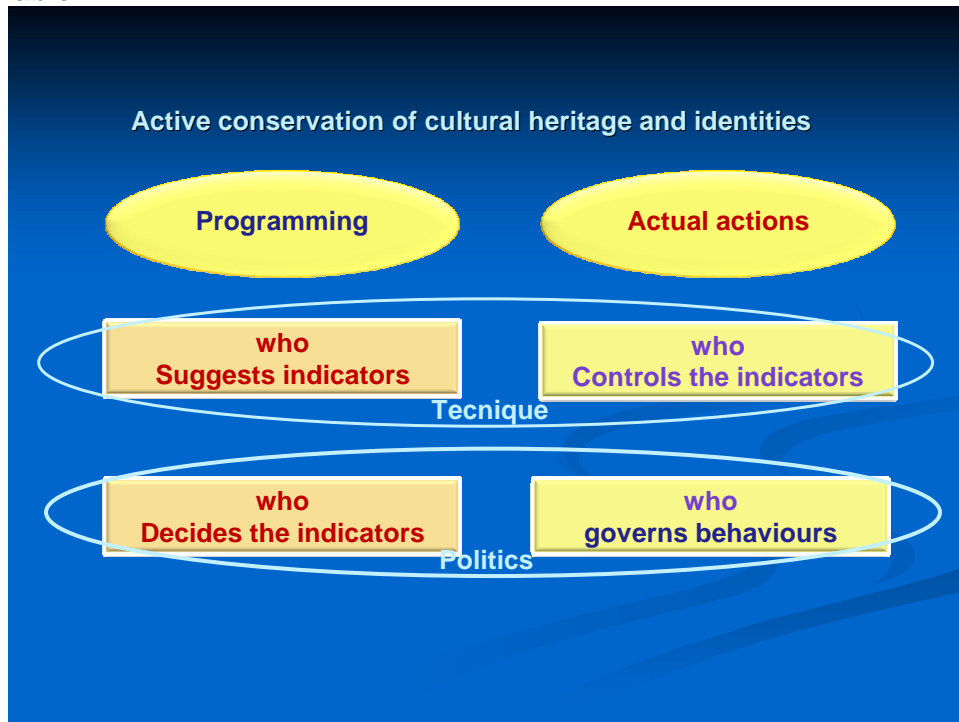 Active conservation of cultural heritage and identities
Programming
Actual actions
who
Suggests indicators
who
Controls the indicators
Tecnique
who
Decides the indicators
who
governs behaviours
Politics